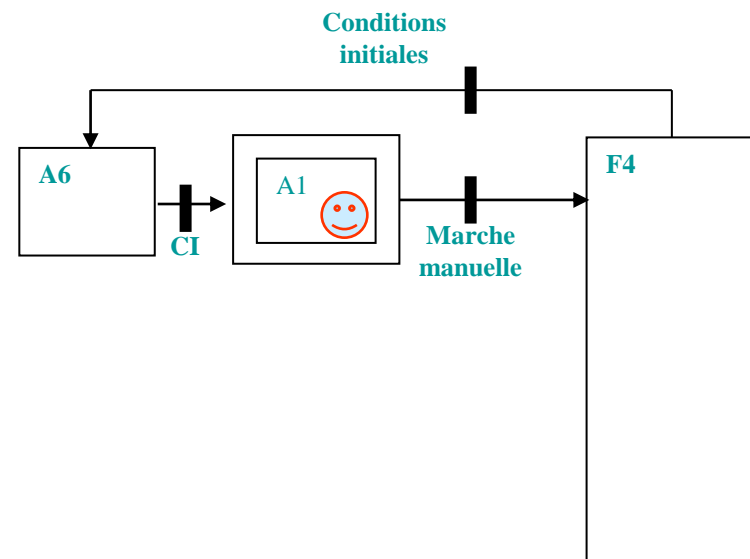 Conditions
initiales
A6
A1
F4
CI
Marche
manuelle